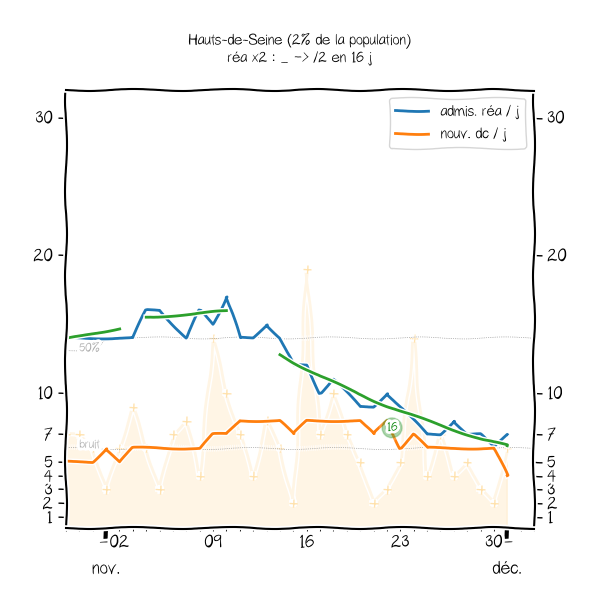 Hauts-de-Seine (2% de la population)
réa x2 : _ -> /2 en 16 j
admis. réa / j
nouv. dc / j
30 30
20 20
50%
10 10
16
7 7
bruit
5 5
4 4
3 3
2 2
1 1
02 09 16 23 30
nov. déc.